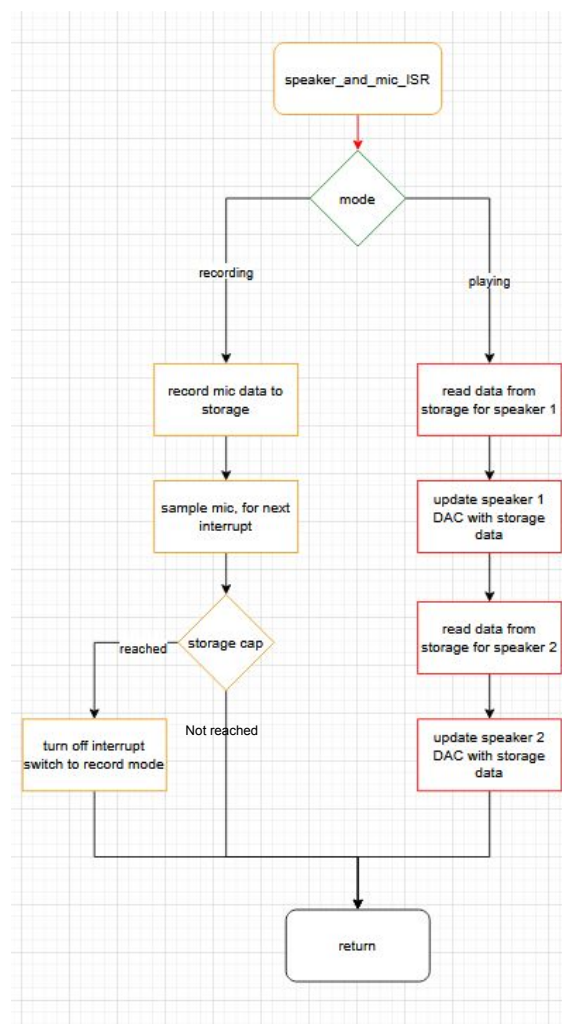 speaker_and_mic_ISR
mode
recording
playing
record mic data to
storage
read data from
storage for speaker 1
sample mic, for next
interrupt
update speaker 1
DAC with storage
data
storage cap
reached
read data from
storage for speaker 2
Not reached
turn off interrupt
switch to record mode
update speaker 2
DAC with storage
data
return